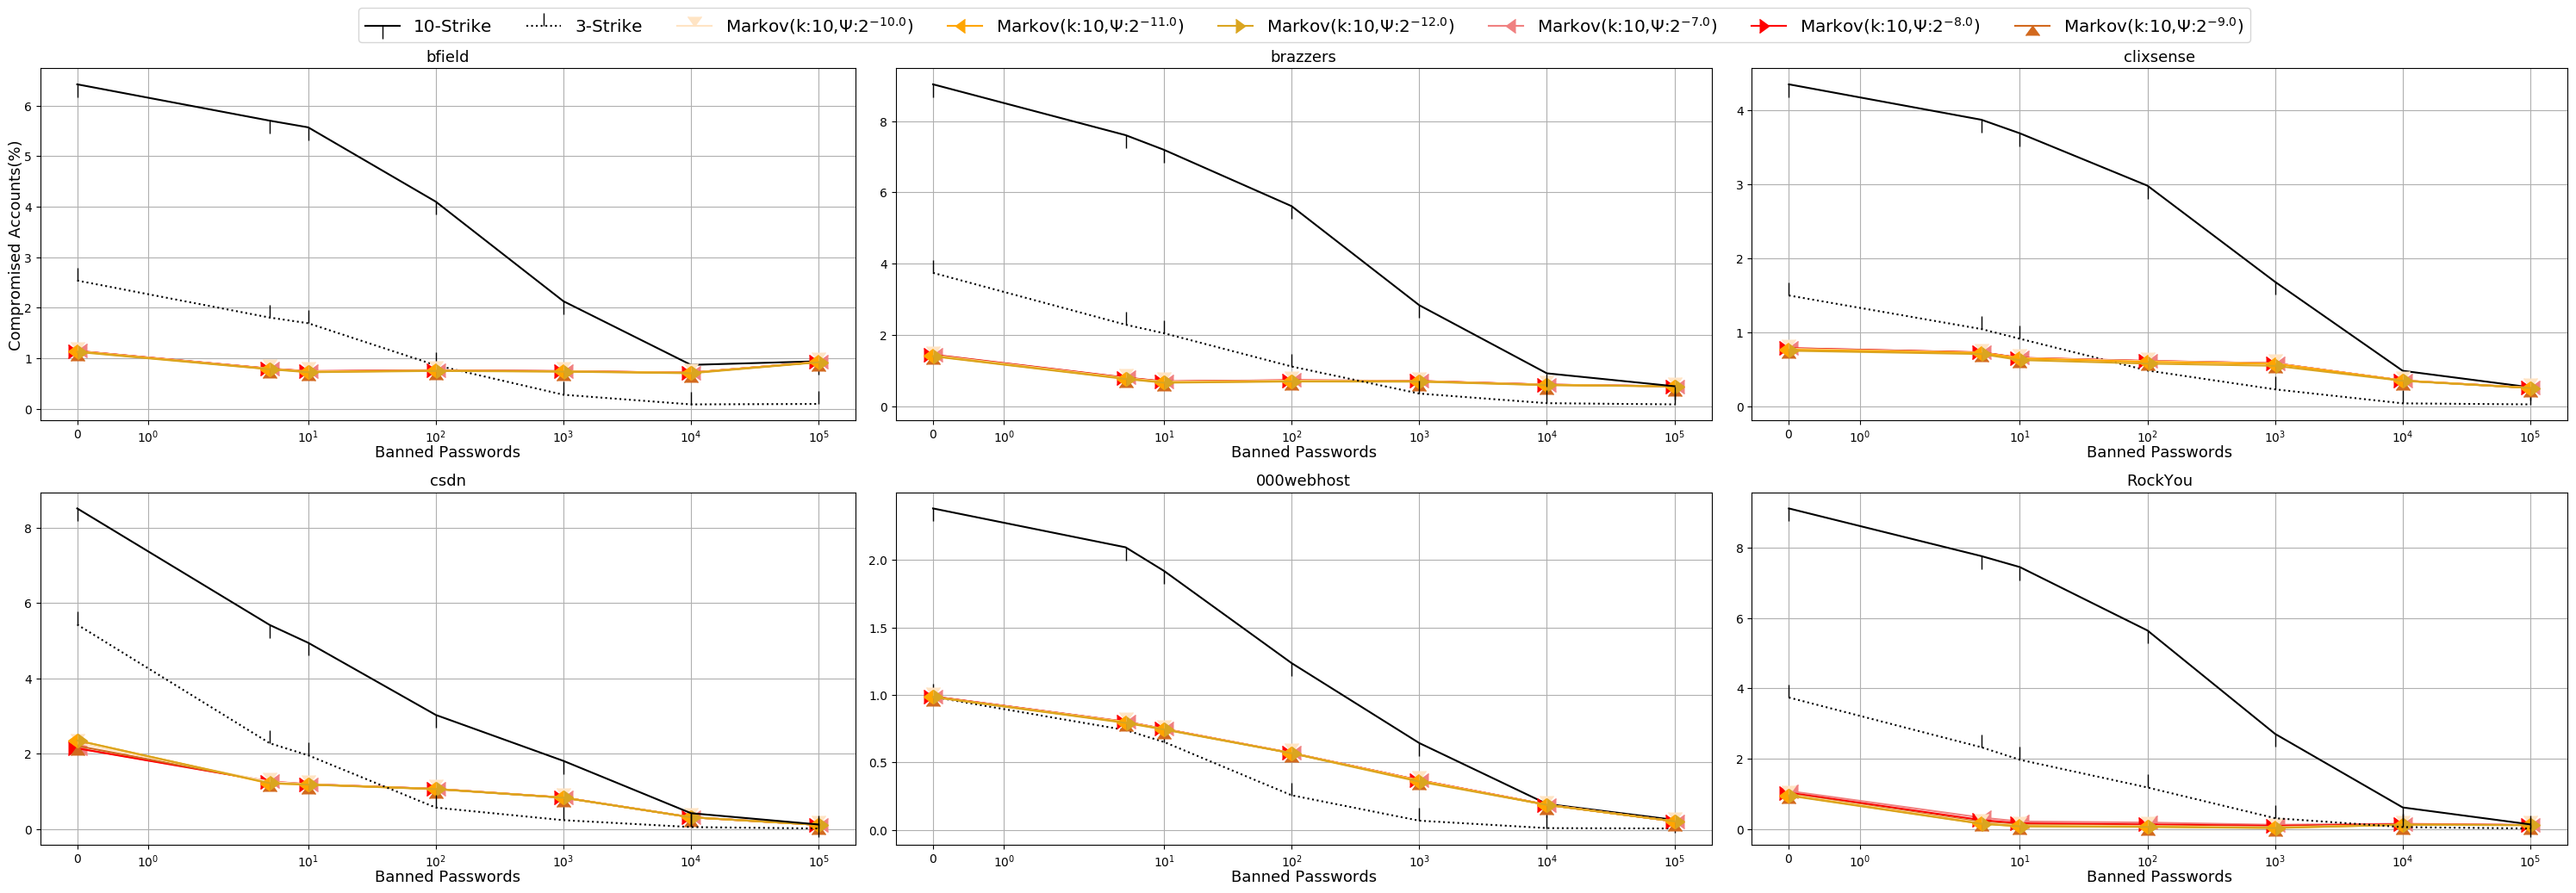 10-Strike 3-Strike Markov(k:10,Ψ:2^−10.0) Markov(k:10,Ψ:2^−11.0) Markov(k:10,Ψ:2^−12.0) Markov(k:10,Ψ:2^−7.0) Markov(k:10,Ψ:2^−8.0) Markov(k:10,Ψ:2^−9.0)
bfield
Compromised Accounts(%)
6
5
4
3
2
1
0
0 10^0 10^1 10^2 10^3 10^4 10^5
Banned Passwords
brazzers
8
6
4
2
0
0 10^0 10^1 10^2 10^3 10^4 10^5
Banned Passwords
clixsense
4
3
2
1
0
0 10^0 10^1 10^2 10^3 10^4 10^5
Banned Passwords
csdn
8
6
4
2
0
0 10^0 10^1 10^2 10^3 10^4 10^5
Banned Passwords
000webhost
2.0
1.5
1.0
0.5
0.0
0 10^0 10^1 10^2 10^3 10^4 10^5
Banned Passwords
RockYou
8
6
4
2
0
0 10^0 10^1 10^2 10^3 10^4 10^5
Banned Passwords